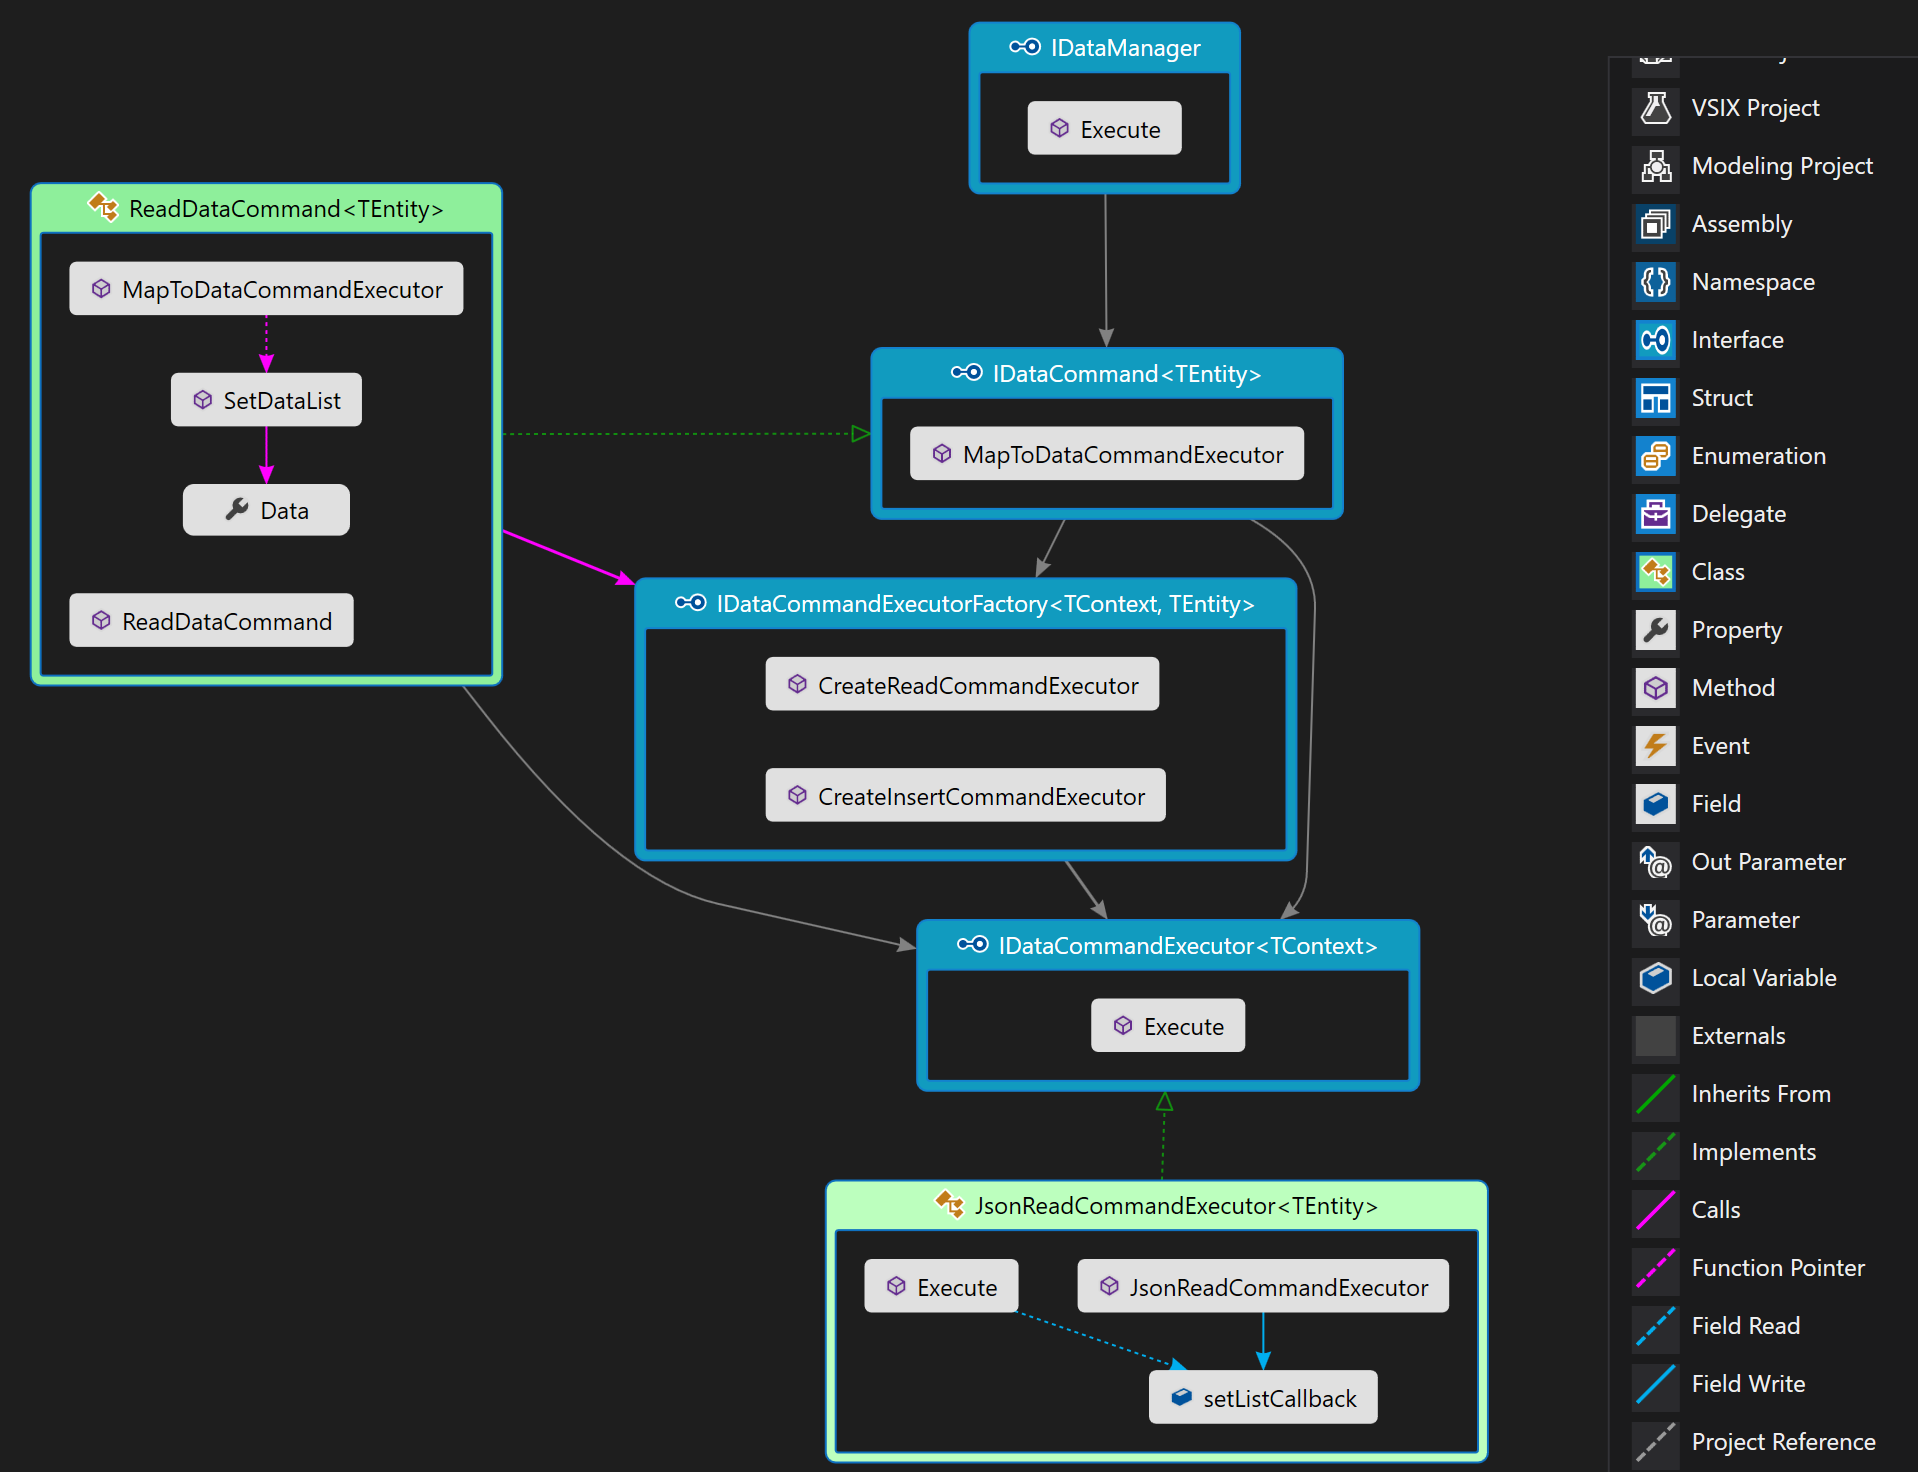 IDataManager
Execute
ReadDataCommand<TEntity>
MapToDataCommandExecutor
SetDataList
Data
ReadDataCommand
IDataCommand<TEntity>
MapToDataCommandExecutor
IDataCommandExecutorFactory<TContext, TEntity>
CreateReadCommandExecutor
CreateInsertCommandExecutor
IDataCommandExecutor<TContext>
Execute
JsonReadCommandExecutor<TEntity>
Execute
JsonReadCommandExecutor
setListCallback
VSIX Project
Modeling Project
Assembly
Namespace
Interface
Struct
Enumeration
Delegate
Class
Property
Method
Event
Field
Out Parameter
Parameter
Local Variable
Externals
Inherits From
Implements
Calls
Function Pointer
Field Read
Field Write
Project Reference